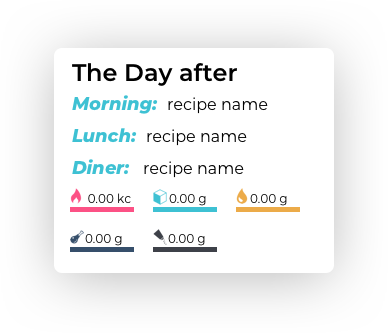 The Day after
Morning: recipe name
Lunch: recipe name
Diner: recipe name
0.00 kc 0.00 g 0.00 g
0.00 g 0.00 g